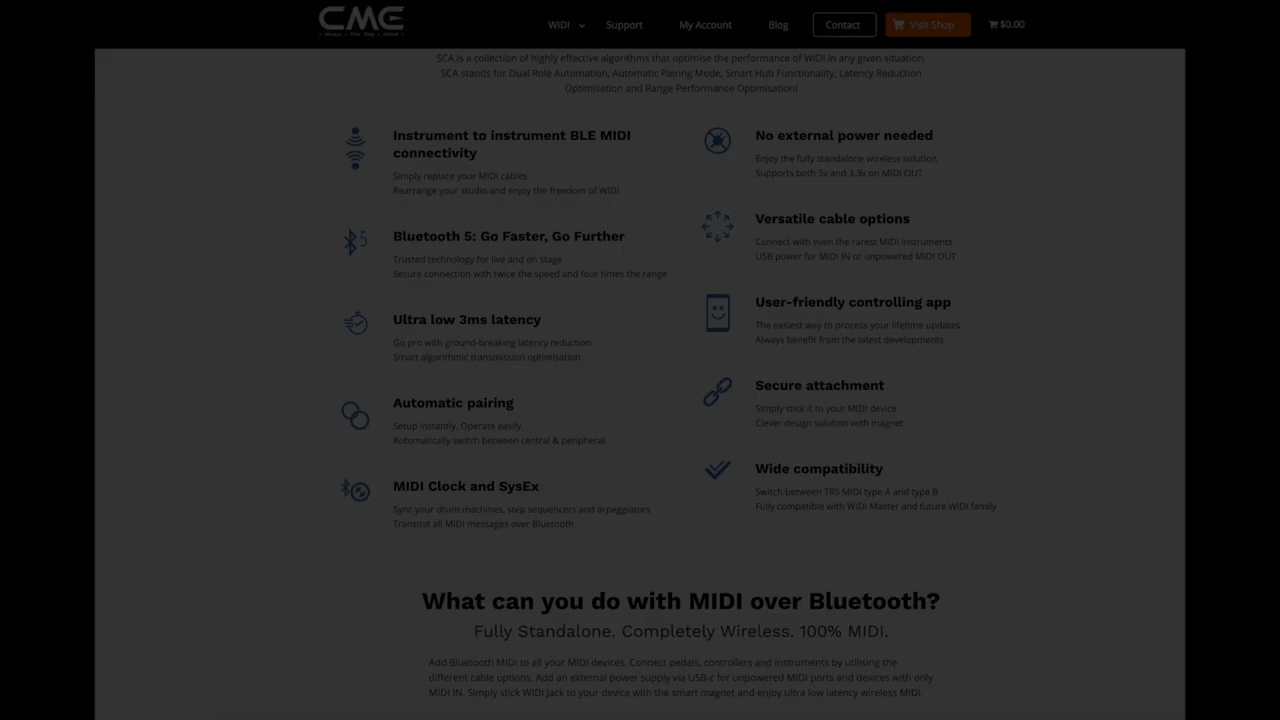 CME
WIDI
Support
My Account
Blog
Contact
Visit Shop
$0.00
SCA is a collection of highly effective algorithms that optimise the performance of WIDI in any given situation.
SCA stands for Dual Role Automation, Automatic Pairing Mode, Smart Hub Functionality, Latency Reduction
Optimisation and Range Performance Optimisation!
Instrument to instrument BLE MIDI
connectivity
Simply replace your MIDI cables
Rearrange your studio and enjoy the freedom of WIDI
5
Bluetooth 5: Go Faster, Go Further
Trusted technology for live and on stage
Secure connection with twice the speed and four times the range
Ultra low 3ms latency
Go pro with ground-breaking latency reduction
Smart algorithmic transmission optimisation
Automatic pairing
Setup instantly. Operate easily.
Automatically switch between central & peripheral
MIDI Clock and SysEx
Sync your drum machines, step sequencers and arpeggiators
Transmit all MIDI messages over Bluetooth
No external power needed
Enjoy the fully standalone wireless solution
Supports both 5v and 3.3v on MIDI OUT
Versatile cable options
Connect with even the rarest MIDI instruments
USB power for MIDI IN or unpowered MIDI OUT
User-friendly controlling app
The easiest way to process your lifetime updates
Always benefit from the latest developments
Secure attachment
Simply stick it to your MIDI device
Clever design solution with magnet
Wide compatibility
Switch between TRS MIDI type A and type B
Fully compatible with WIDI Master and future WIDI family
What can you do with MIDI over Bluetooth?
Fully Standalone. Completely Wireless. 100% MIDI.
Add Bluetooth MIDI to all your MIDI devices. Connect pedals, controllers and instruments by utilising the
different cable options. Add an external power supply via USB-c for unpowered MIDI ports and devices with only
MIDI IN. Simply stick WIDI Jack to your device with the smart magnet and enjoy ultra low latency wireless MIDI.